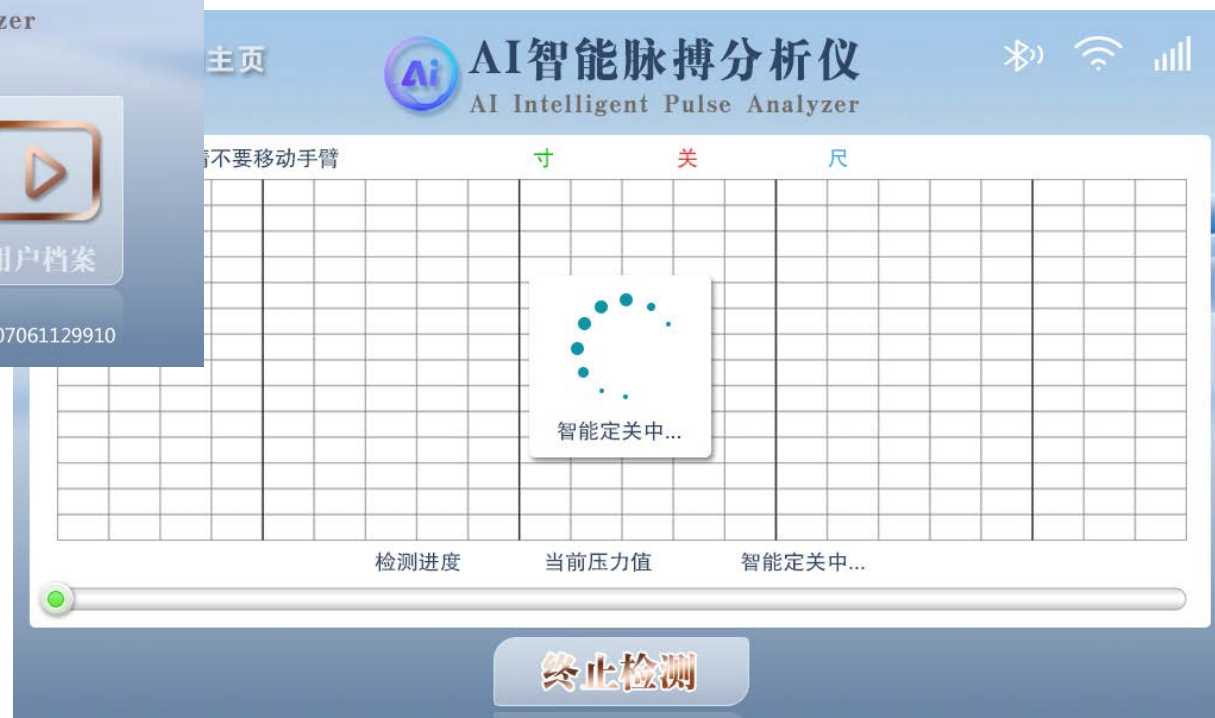 zer
用户档案
07061129910
主页
Ai
AI智能脉搏分析仪
AI Intelligent Pulse Analyzer
请不要移动手臂
寸 关 尺
智能定关中...
检测进度 当前压力值 智能定关中...
终止检测